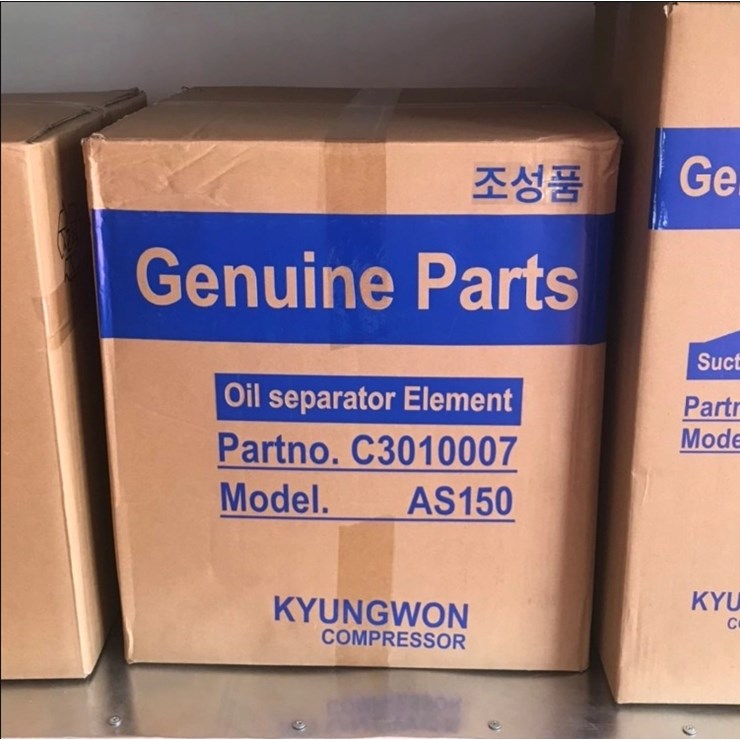 조성품
Genuine Parts
Oil separator Element
Partno. C3010007
Model. AS150
KYUNGWON
COMPRESSOR